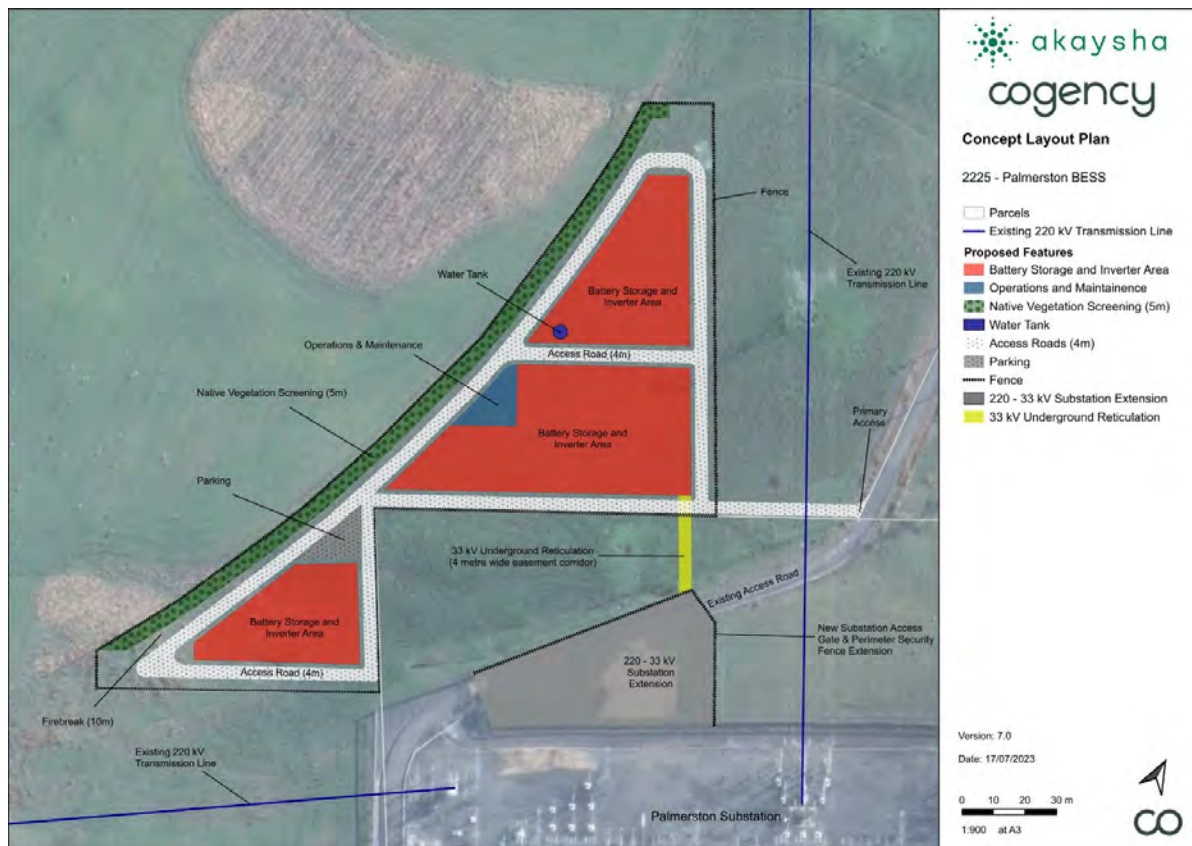 akaysha
cogency
Concept Layout Plan
2225 - Palmerston BESS
Parcels
Existing 220 kV Transmission Line
Proposed Features
Battery Storage and Inverter Area
Operations and Maintainence
Native Vegetation Screening (5m)
Water Tank
Access Roads (4m)
Parking
Fence
220 - 33 kV Substation Extension
33 kV Underground Reticulation
Version: 7.0
Date: 17/07/2023
0 10 20 30 m
1:900 at A3
CO
Fence
Water Tank
Existing 220 kV
Transmission Line
Battery Storage and
Inverter Area
Operations & Maintenance
Access Road (4m)
Native Vegetation Screening (5m)
Primary
Access
Battery Storage and
Inverter Area
Parking
33 kV Underground Reticulation
(4 metre wide easement corridor)
Existing Access Road
Battery Storage and
Inverter Area
New Substation Access
Gate & Perimeter Security
Fence Extension
220 - 33 kV
Substation
Extension
Access Road (4m)
Firebreak (10m)
Existing 220 kV
Transmission Line
Palmerston Substation